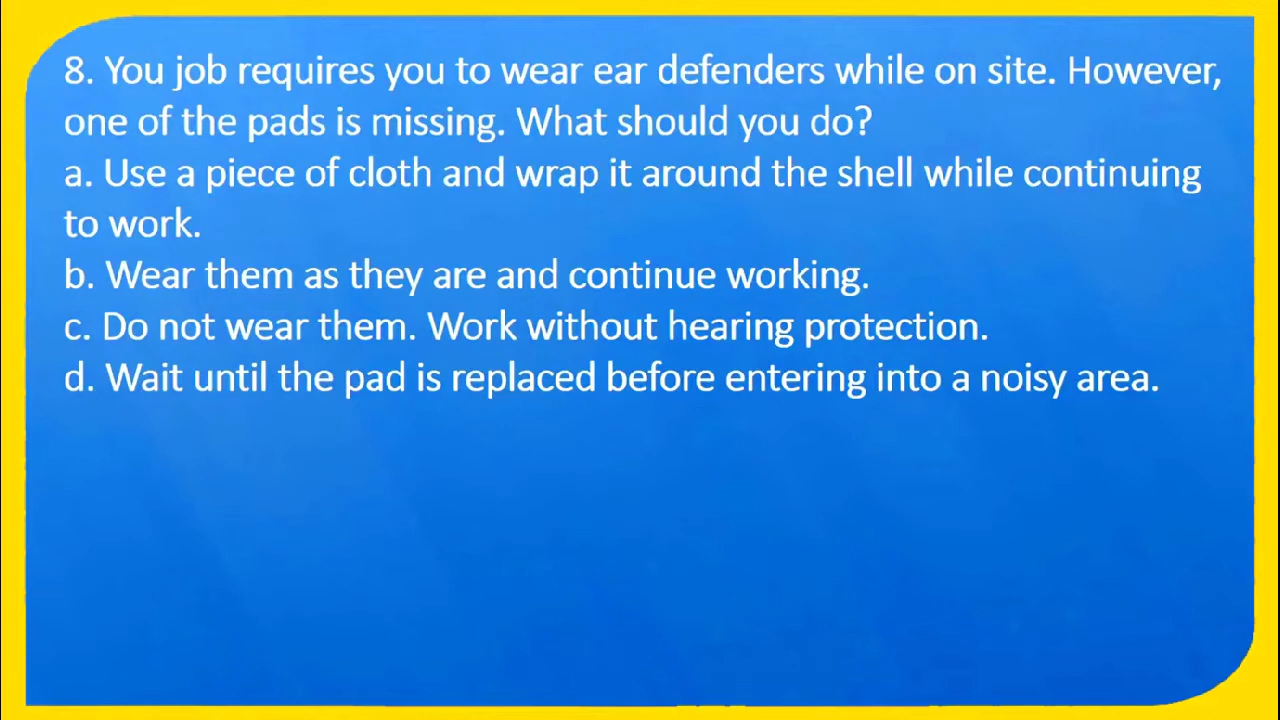 8. You job requires you to wear ear defenders while on site. However,
one of the pads is missing. What should you do?
a. Use a piece of cloth and wrap it around the shell while continuing
to work.
b. Wear them as they are and continue working.
c. Do not wear them. Work without hearing protection.
d. Wait until the pad is replaced before entering into a noisy area.